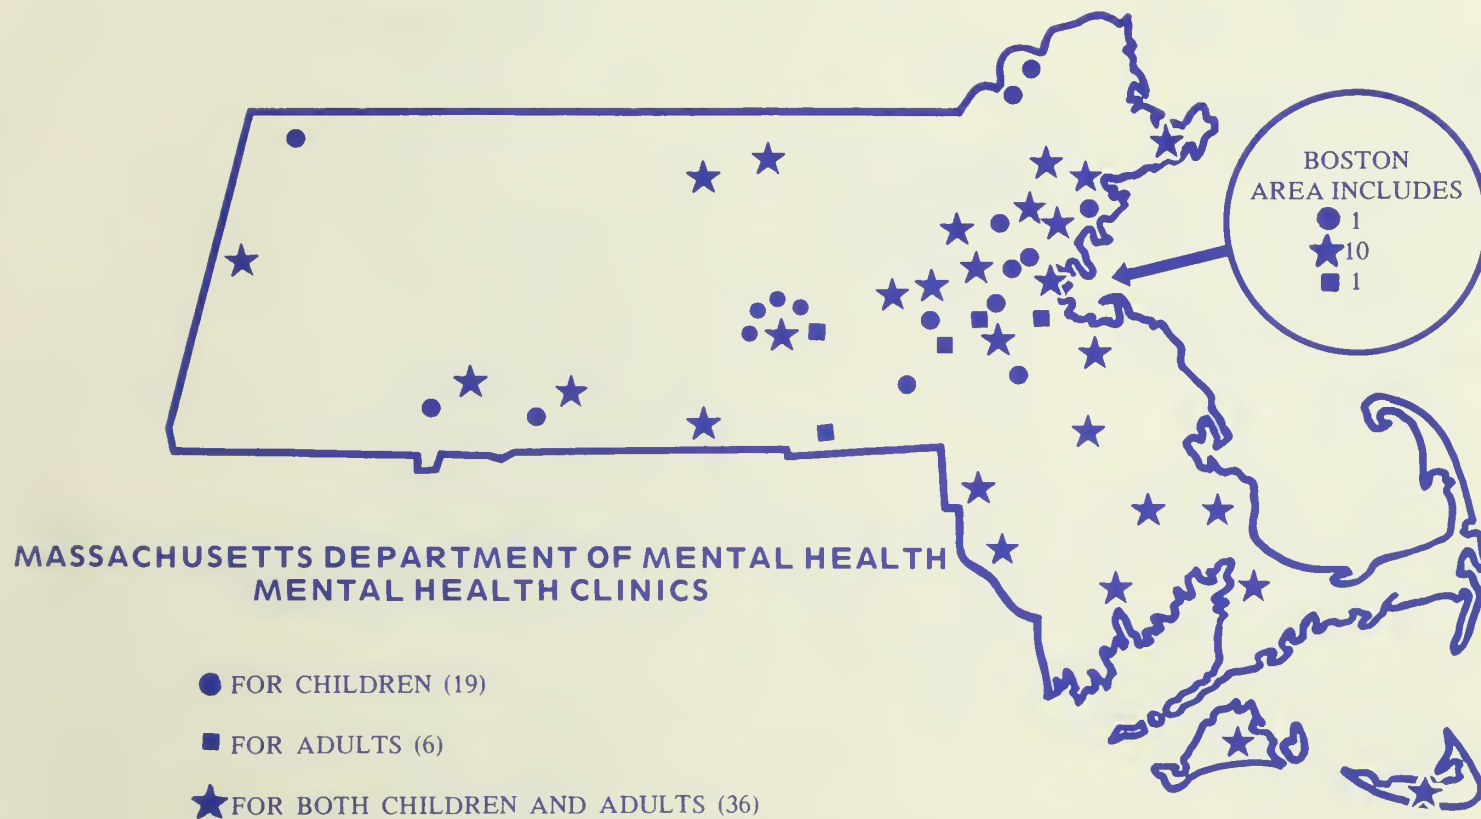 BOSTON
AREA INCLUDES
1
10
1
MASSACHUSETTS DEPARTMENT OF MENTAL HEALTH
MENTAL HEALTH CLINICS
FOR CHILDREN (19)
FOR ADULTS (6)
FOR BOTH CHILDREN AND ADULTS (36)